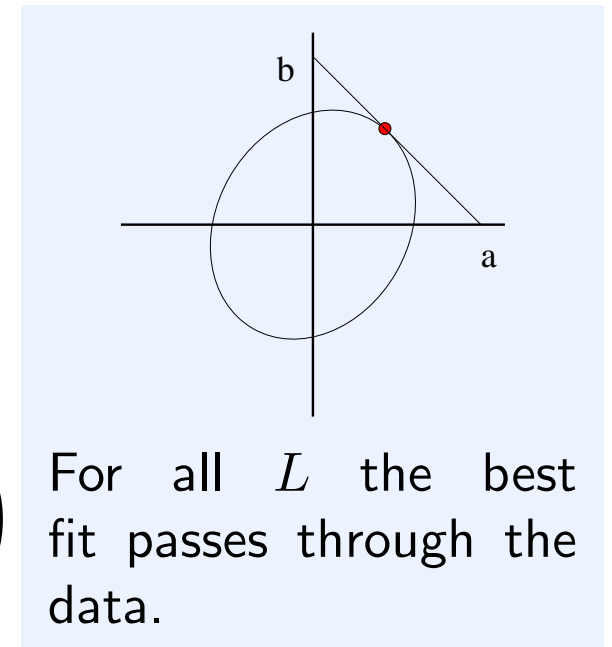 b
a
For all L the best
fit passes through the
data.
)